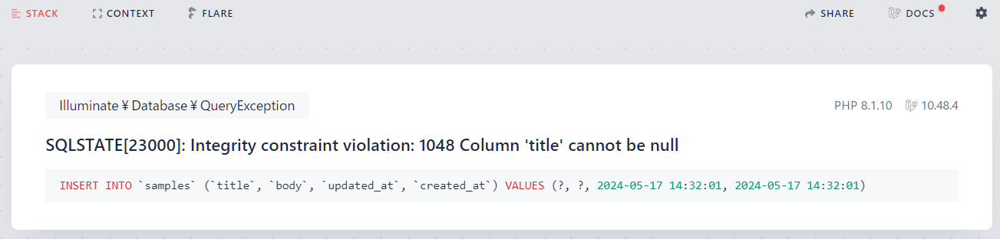 STACK CONTEXT FLARE SHARE DOCS
Illuminate¥Database¥QueryException PHP 8.1.10 10.48.4
SQLSTATE[23000]: Integrity constraint violation: 1048 Column 'title' cannot be null
INSERT INTO `samples` (`title`, `body`, `updated_at`, `created_at`) VALUES (?, ?, 2024-05-17 14:32:01, 2024-05-17 14:32:01)